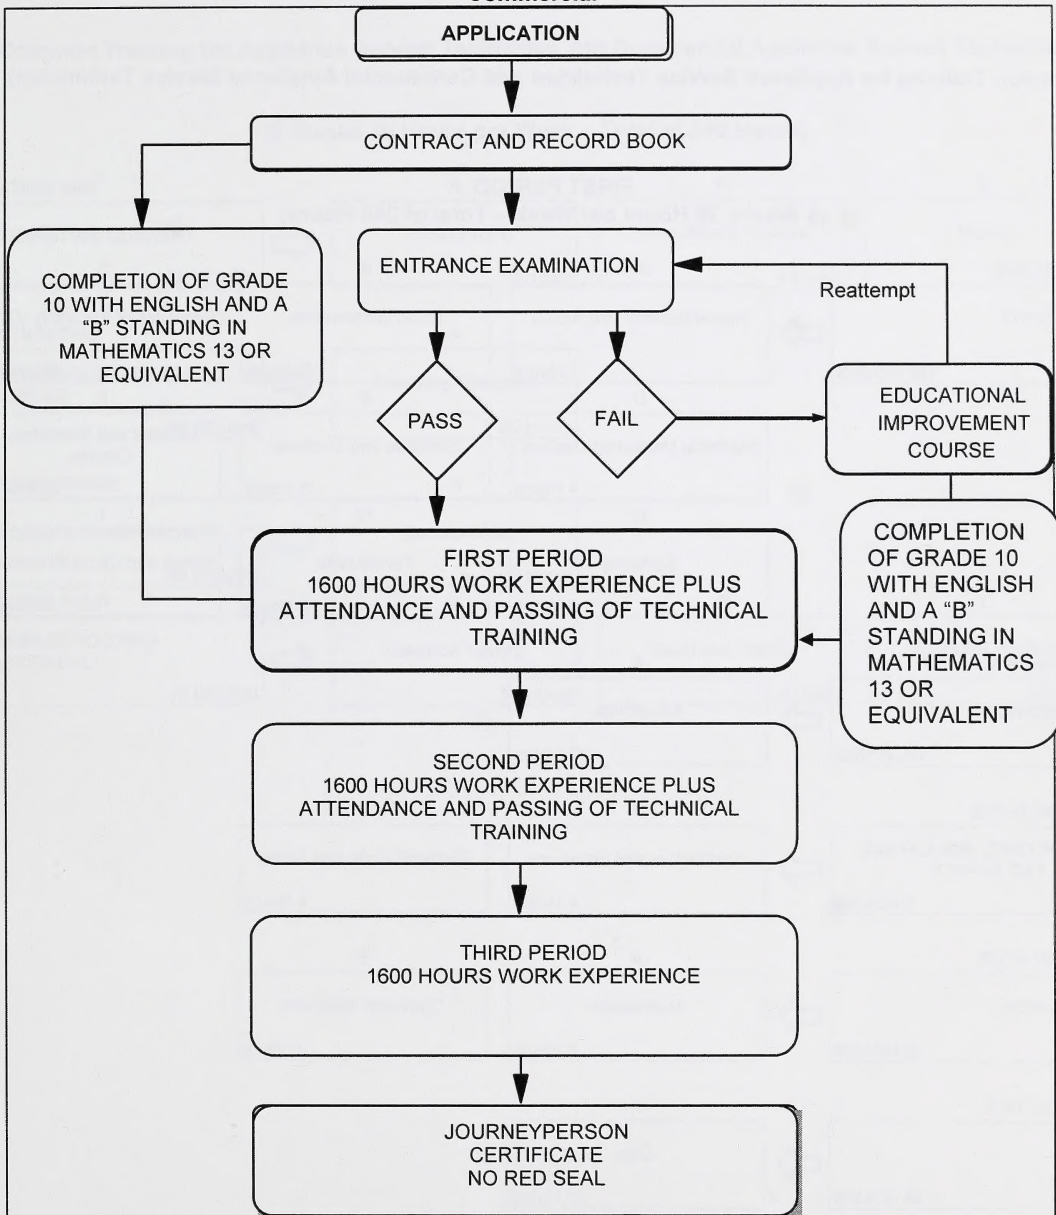 Commercial
APPLICATION
CONTRACT AND RECORD BOOK
COMPLETION OF GRADE
10 WITH ENGLISH AND A
“B” STANDING IN
MATHEMATICS 13 OR
EQUIVALENT
ENTRANCE EXAMINATION
Reattempt
PASS
FAIL
EDUCATIONAL
IMPROVEMENT
COURSE
COMPLETION
OF GRADE 10
WITH ENGLISH
AND A “B”
STANDING IN
MATHEMATICS
13 OR
EQUIVALENT
FIRST PERIOD
1600 HOURS WORK EXPERIENCE PLUS
ATTENDANCE AND PASSING OF TECHNICAL
TRAINING
SECOND PERIOD
1600 HOURS WORK EXPERIENCE PLUS
ATTENDANCE AND PASSING OF TECHNICAL
TRAINING
THIRD PERIOD
1600 HOURS WORK EXPERIENCE
JOURNEYPERSON
CERTIFICATE
NO RED SEAL